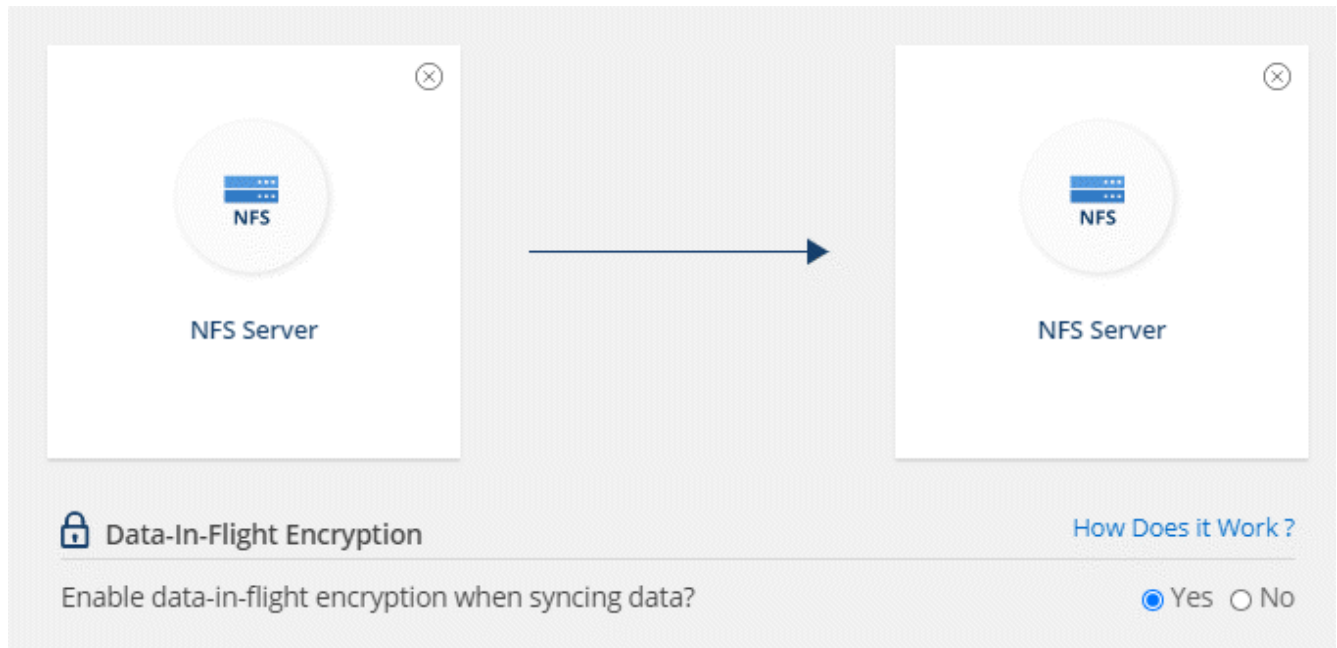 NFS
NFS Server
NFS
NFS Server
Data-In-Flight Encryption
How Does it Work ?
Enable data-in-flight encryption when syncing data?
Yes
No